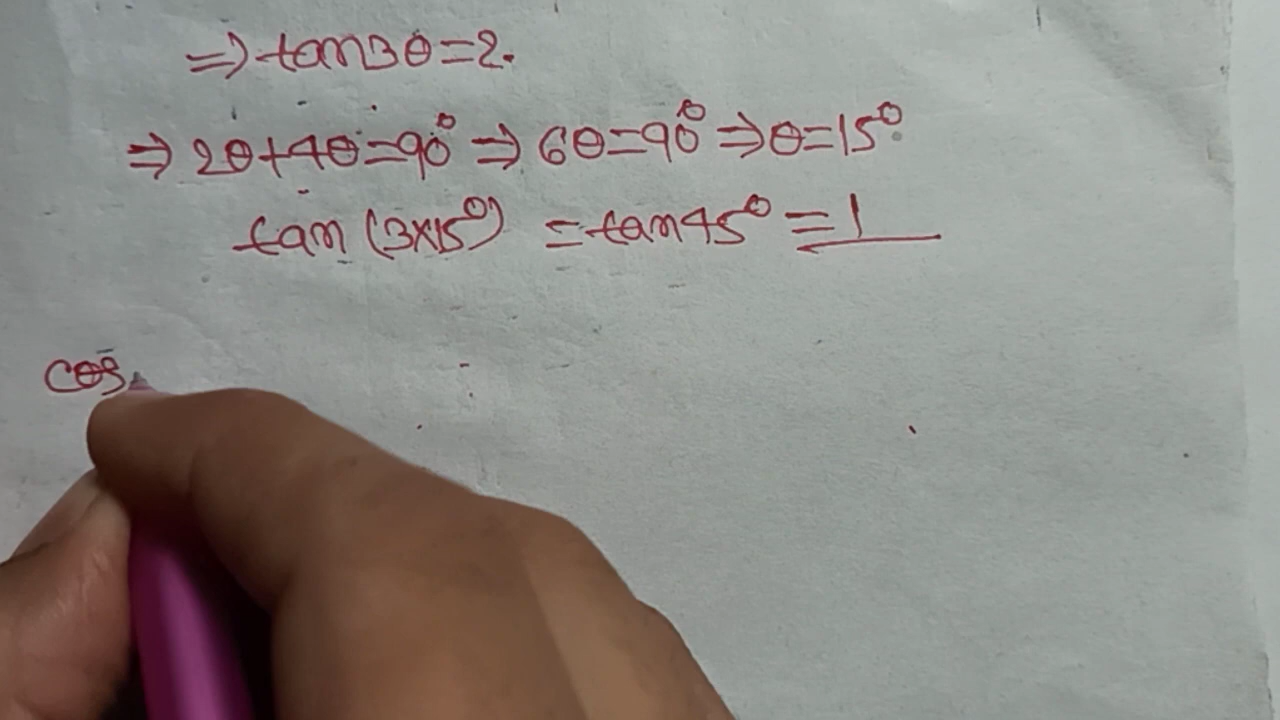 ⇒ tan3θ=2.
⇒ 2θ+4θ=90° ⇒ 6θ=90° ⇒ θ=15°
tan (3×15°) = tan45° = 1
cos